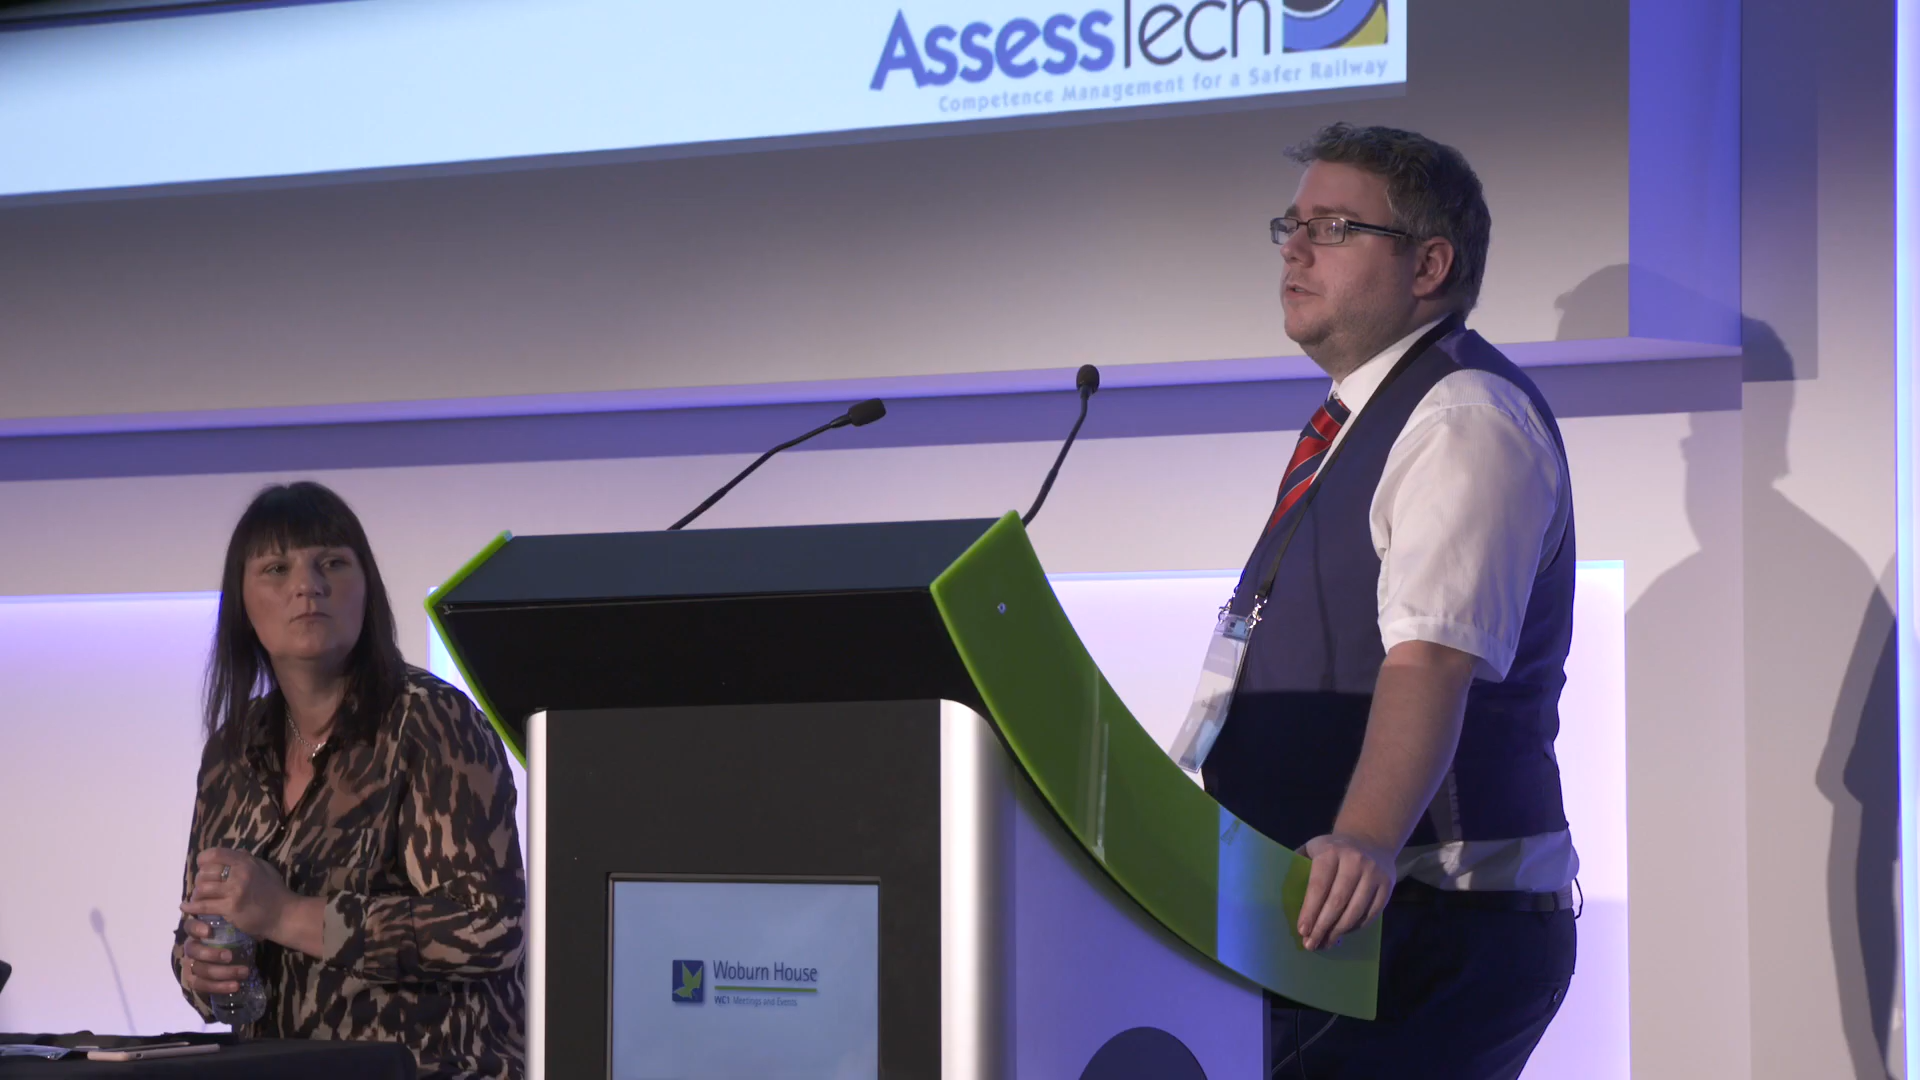 AssessTech
Competence Management for a Safer Railway
Woburn House
WC1 Meetings and Events